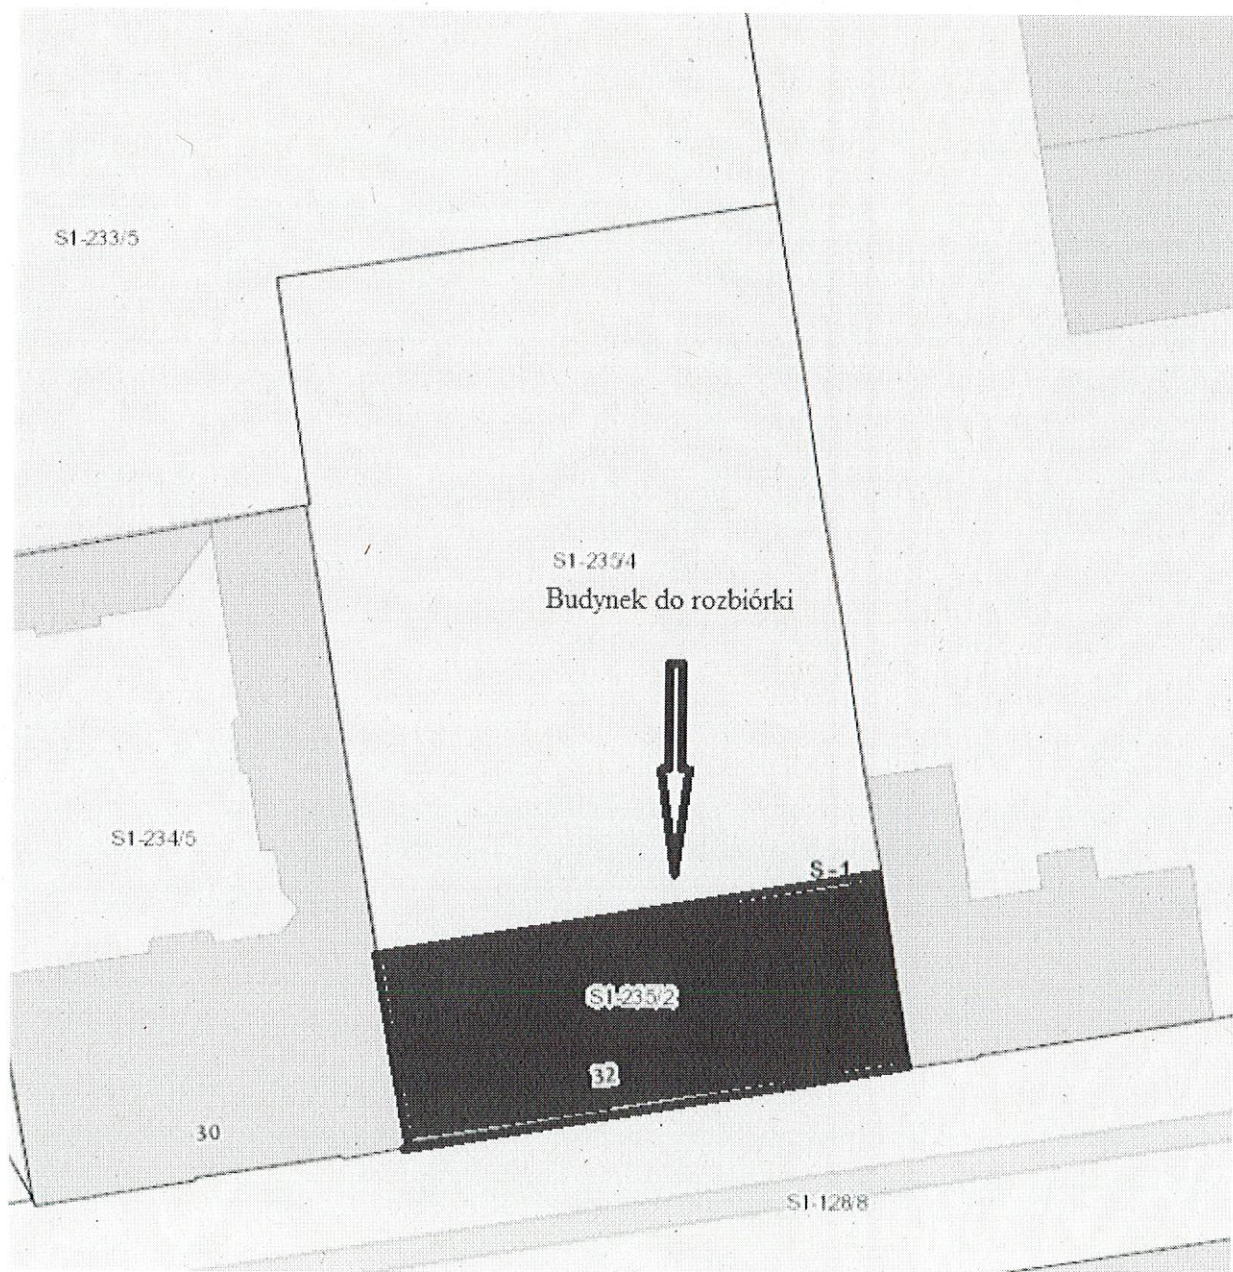 S1-233/5
S1-235/4
Budynek do rozbiórki
S1-234/5
S-1
S1-235/2
32
30
S1-128/8